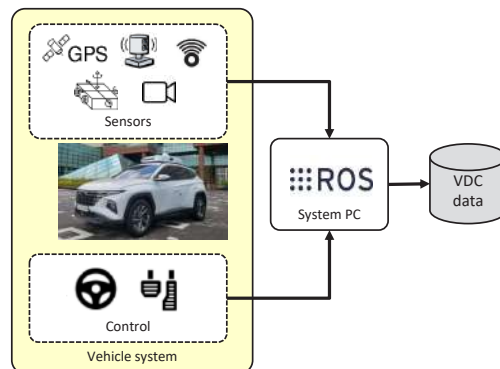 GPS
Sensors
ROS
System PC
VDC
data
Control
Vehicle system